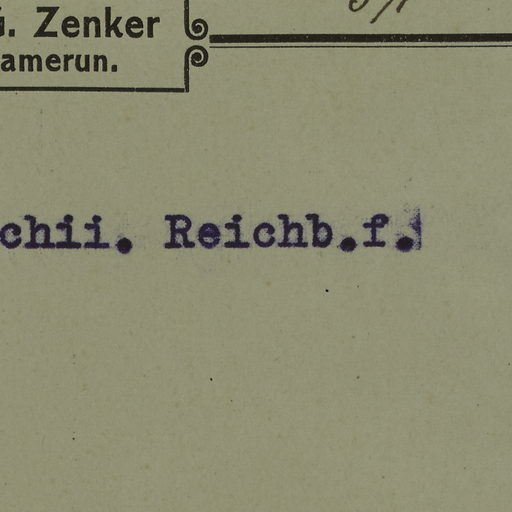 G. Zenker
amerun.
chii. Reichb.f.